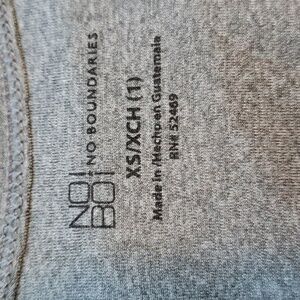 NO!
BO!
NO BOUNDARIES
XS/XCH (1)
Made in/Hecho en Guatemala
RN# 52469